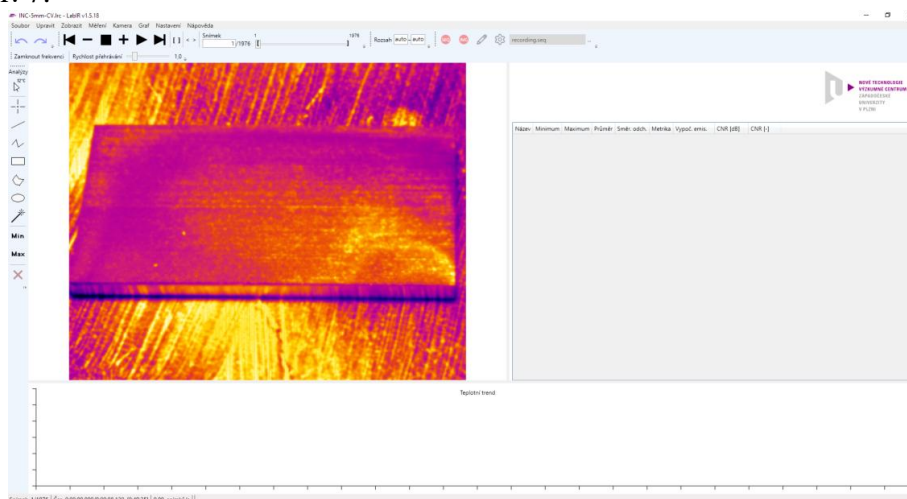 INC-5mm-CV.lrc - LabIR v1.5.18
Soubor Upravit Zobrazit Měření Kamera Graf Nastavení Nápověda
Snímek
1 /1976
1
1976
Rozsah auto - auto
recording.seq
Zamknout frekvenci Rychlost přehrávání 1,0
Analýzy
NOVÉ TECHNOLOGIE
VÝZKUMNÉ CENTRUM
ZÁPADOČESKÉ
UNIVERZITY
V PLZNI
Název Minimum Maximum Průměr Směr. odch. Metrika Vypoč. emis. CNR [dB] CNR [-]
Min
Max
Teplotní trend